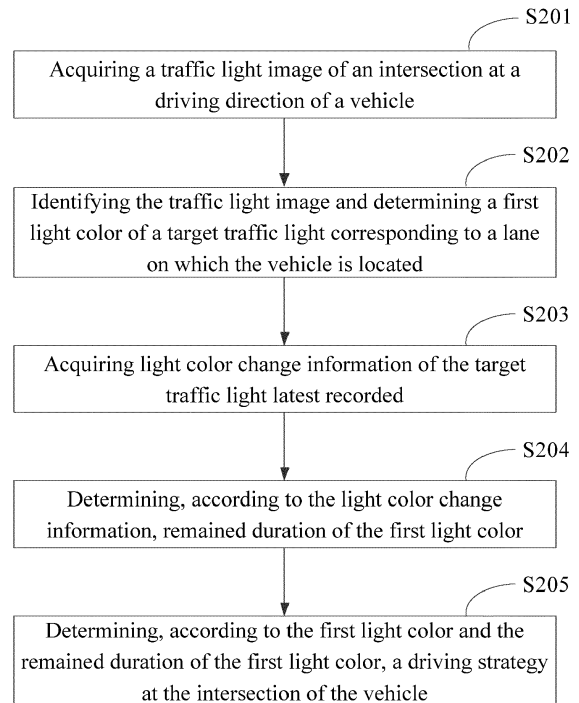 S201
Acquiring a traffic light image of an intersection at a
driving direction of a vehicle
S202
Identifying the traffic light image and determining a first
light color of a target traffic light corresponding to a lane
on which the vehicle is located
S203
Acquiring light color change information of the target
traffic light latest recorded
S204
Determining, according to the light color change
information, remained duration of the first light color
S205
Determining, according to the first light color and the
remained duration of the first light color, a driving strategy
at the intersection of the vehicle